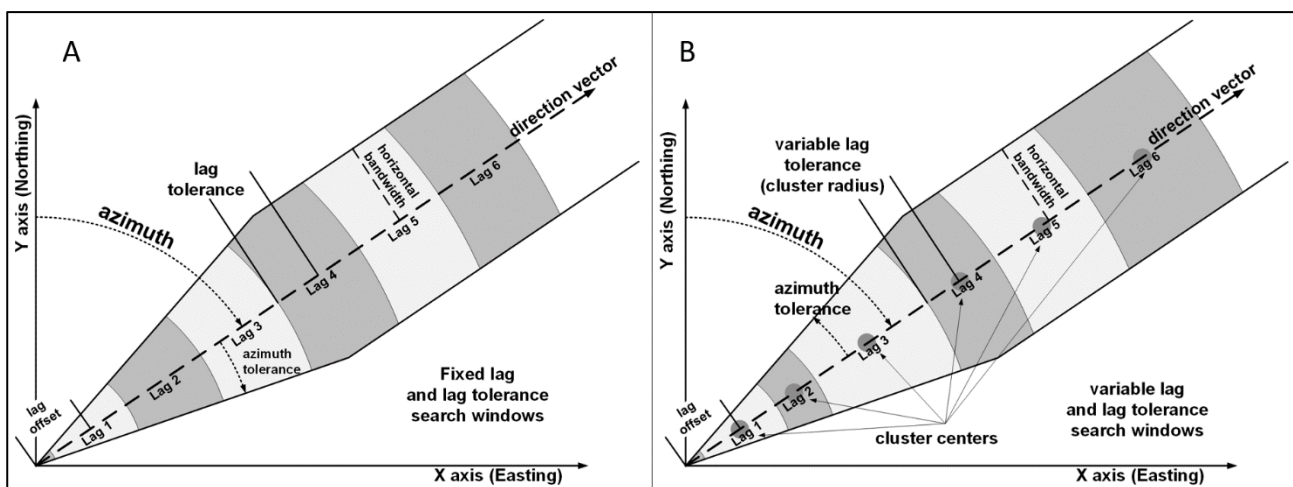 A
Y axis (Northing)
azimuth
lag
tolerance
horizontal
bandwidth
direction vector
Lag 6
Lag 5
Lag 4
Lag 3
azimuth
tolerance
Lag 2
Lag 1
lag
offset
Fixed lag
and lag tolerance
search windows
X axis (Easting)
B
Y axis (Northing)
azimuth
variable lag
tolerance
(cluster radius)
horizontal
bandwidth
direction vector
Lag 6
Lag 5
Lag 4
azimuth
tolerance
Lag 3
Lag 2
Lag 1
lag
offset
cluster centers
variable lag
and lag tolerance
search windows
X axis (Easting)